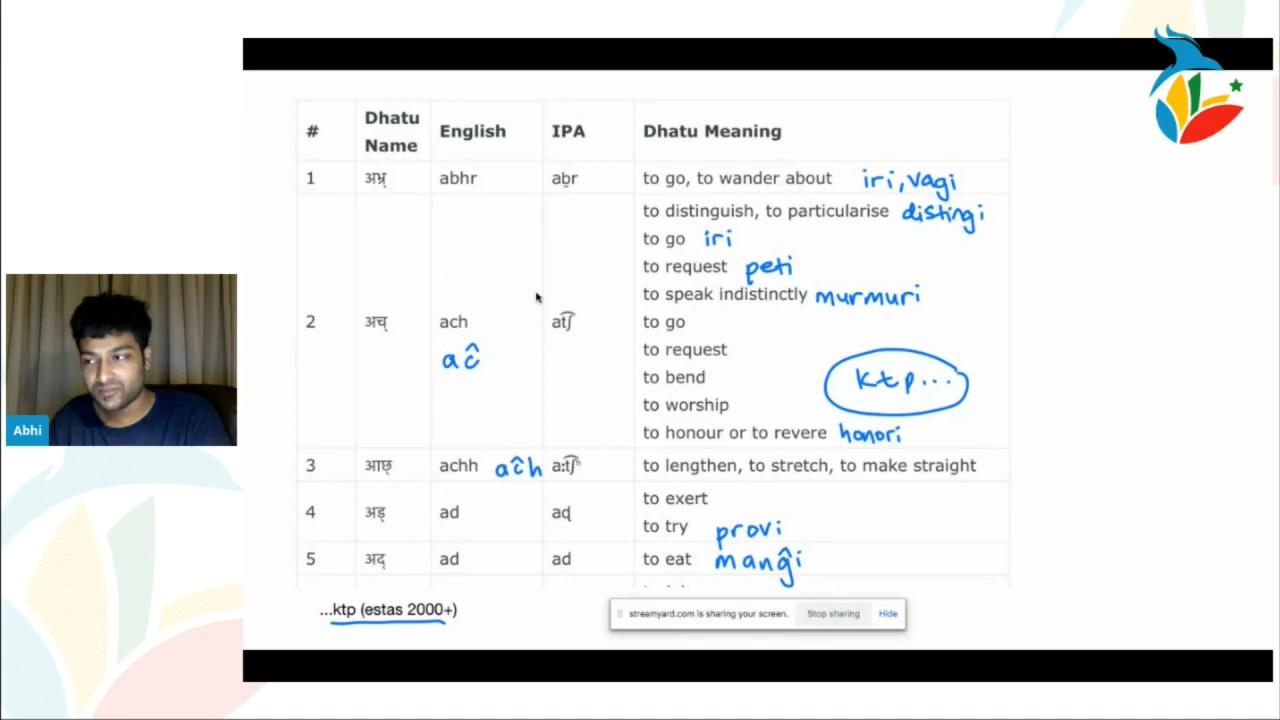 # Dhatu Name English IPA Dhatu Meaning
1 अभ्र् abhr ab̤r to go, to wander about iri, vagi
to distinguish, to particularise distingi
to go iri
to request peti
to speak indistinctly murmuri
2 अच् ach at͡ʃ to go
aĉ
to request
to bend
to worship
ktp...
to honour or to revere honori
3 आछ् achh aĉh aːt͡ʃʰ to lengthen, to stretch, to make straight
4 अड् ad aɖ to exert
to try provi
5 अद् ad ad to eat manĝi
...ktp (estas 2000+)
streamyard.com is sharing your screen. Stop sharing Hide
Abhi